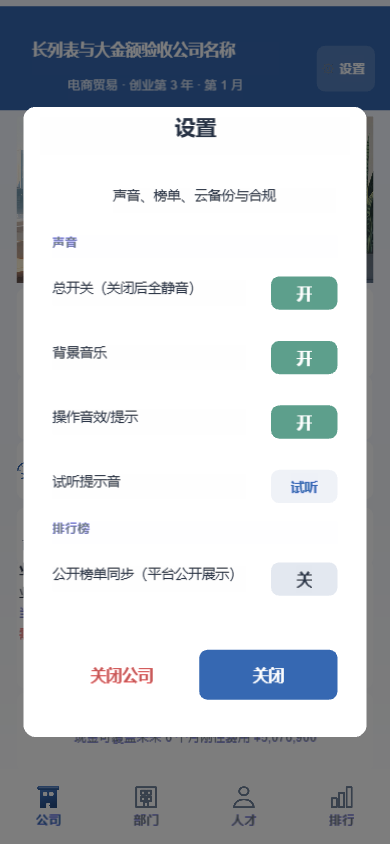 长列表与大金额验收公司名称
设置
电商贸易 · 创业第 3 年 · 第 1 月
设置
声音、榜单、云备份与合规
声音
总开关（关闭后全静音）
开
背景音乐
开
操作音效/提示
开
试听提示音
试听
排行榜
公开榜单同步（平台公开展示）
关
关闭公司
关闭
公司
部门
人才
排行